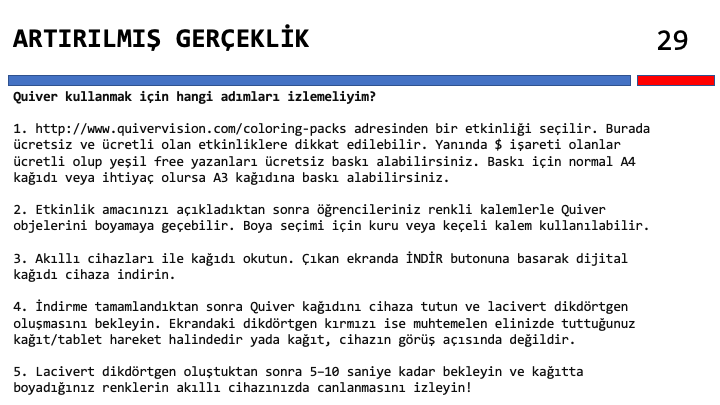 ARTIRILMIŞ GERÇEKLİK
29
Quiver kullanmak için hangi adımları izlemeliyim?
1. http://www.quivervision.com/coloring-packs adresinden bir etkinliği seçilir. Burada
ücretsiz ve ücretli olan etkinliklere dikkat edilebilir. Yanında $ işareti olanlar
ücretli olup yeşil free yazanları ücretsiz baskı alabilirsiniz. Baskı için normal A4
kağıdı veya ihtiyaç olursa A3 kağıdına baskı alabilirsiniz.
2. Etkinlik amacınızı açıkladıktan sonra öğrencileriniz renkli kalemlerle Quiver
objelerini boyamaya geçebilir. Boya seçimi için kuru veya keçeli kalem kullanılabilir.
3. Akıllı cihazları ile kağıdı okutun. Çıkan ekranda İNDİR butonuna basarak dijital
kağıdı cihaza indirin.
4. İndirme tamamlandıktan sonra Quiver kağıdını cihaza tutun ve lacivert dikdörtgen
oluşmasını bekleyin. Ekrandaki dikdörtgen kırmızı ise muhtemelen elinizde tuttuğunuz
kağıt/tablet hareket halindedir yada kağıt, cihazın görüş açısında değildir.
5. Lacivert dikdörtgen oluştuktan sonra 5–10 saniye kadar bekleyin ve kağıtta
boyadığınız renklerin akıllı cihazınızda canlanmasını izleyin!